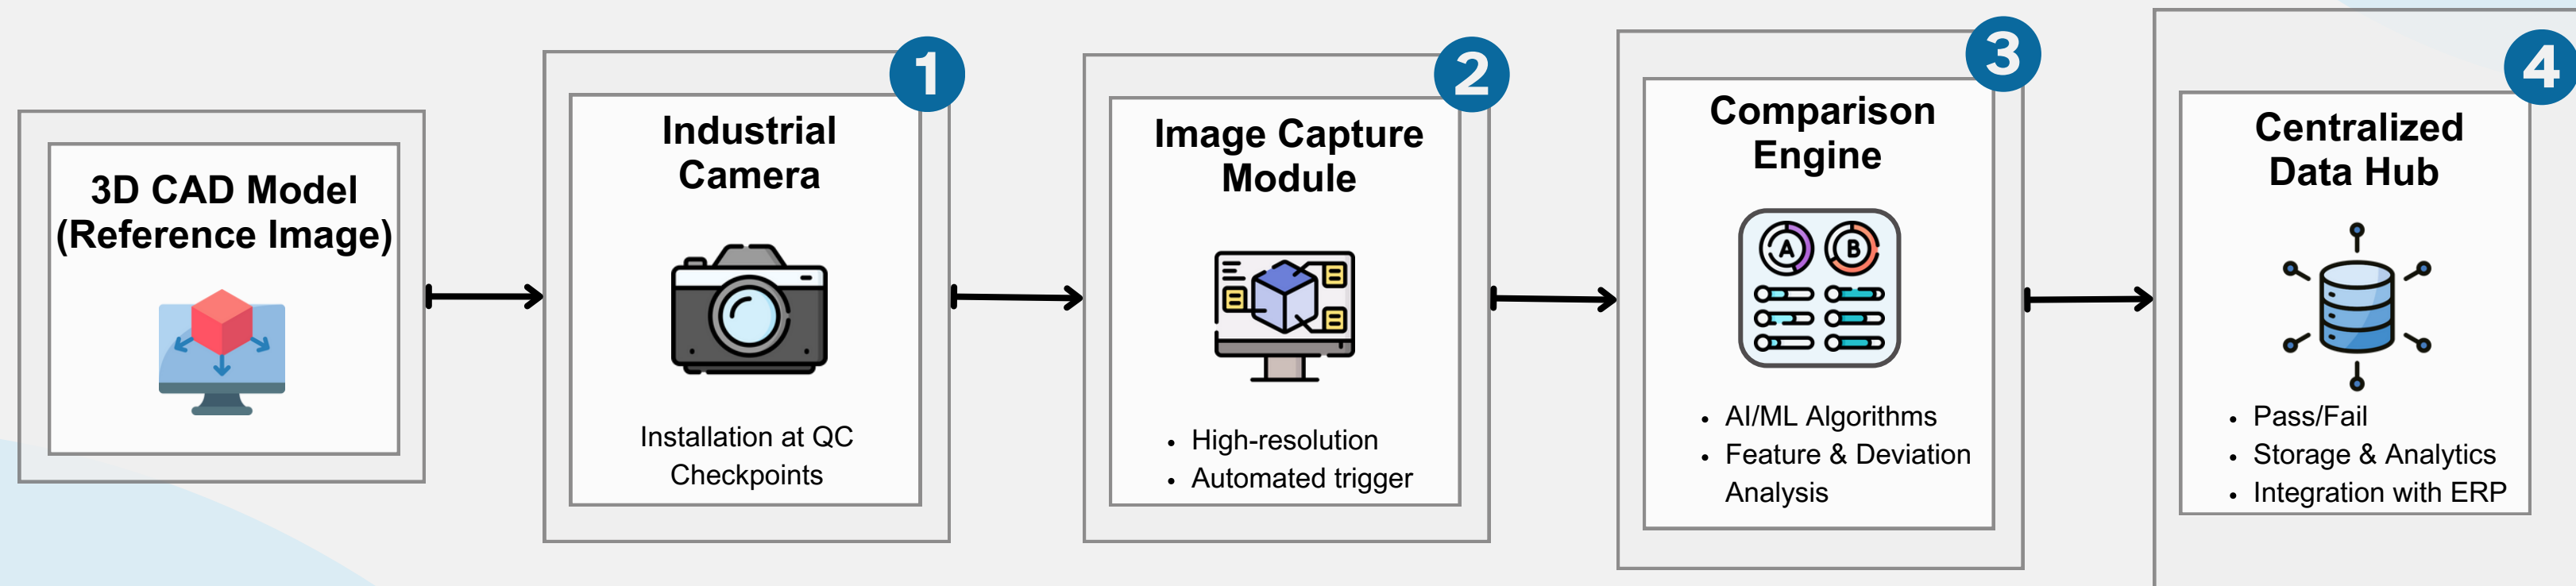 3D CAD Model
(Reference Image)
1
Industrial
Camera
Installation at QC
Checkpoints
2
Image Capture
Module
• High-resolution
• Automated trigger
3
Comparison
Engine
A B
• AI/ML Algorithms
• Feature & Deviation
Analysis
4
Centralized
Data Hub
• Pass/Fail
• Storage & Analytics
• Integration with ERP